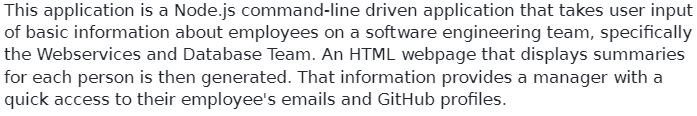 This application is a Node.js command-line driven application that takes user input
of basic information about employees on a software engineering team, specifically
the Webservices and Database Team. An HTML webpage that displays summaries
for each person is then generated. That information provides a manager with a
quick access to their employee's emails and GitHub profiles.